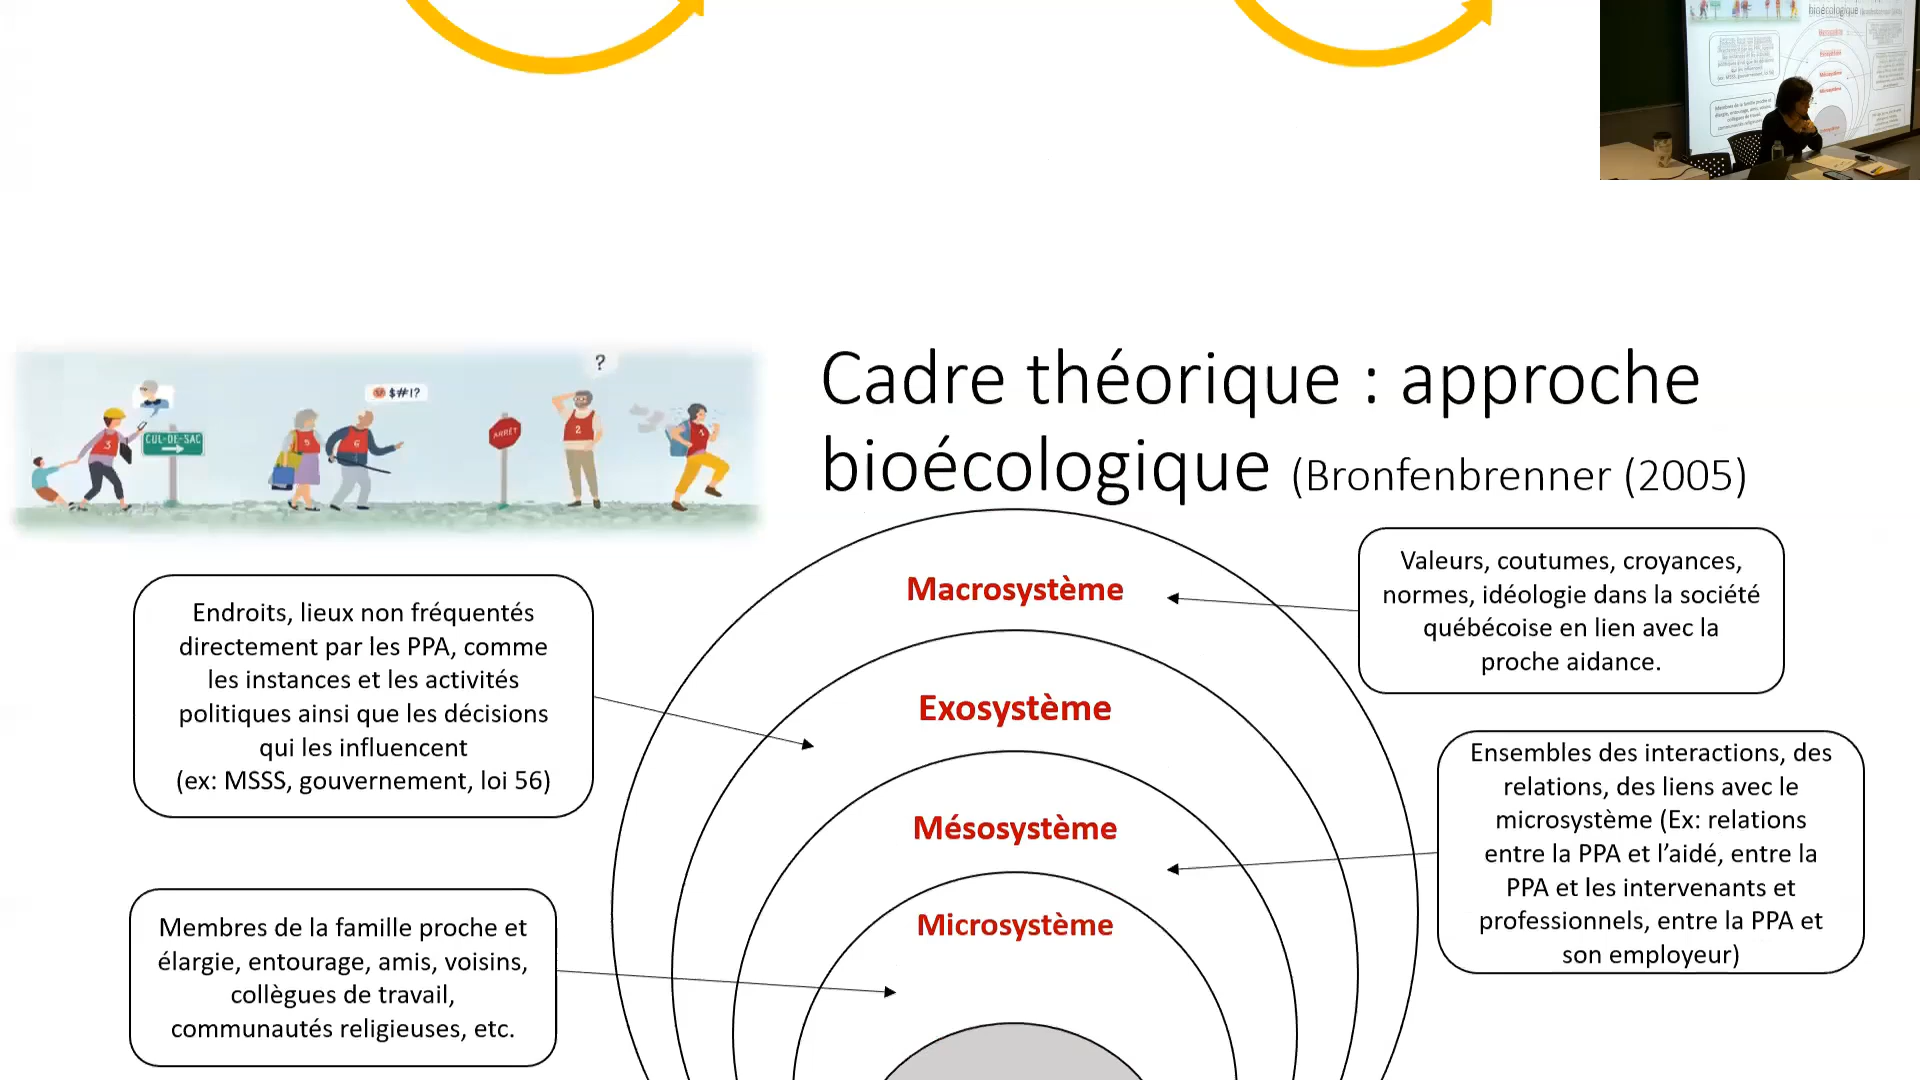 Cadre théorique : approche
bioécologique (Bronfenbrenner (2005)
?
$#!?
3
CUL-DE-SAC
5
6
ARRÊT
2
1
Macrosystème
Exosystème
Mésosystème
Microsystème
Valeurs, coutumes, croyances,
normes, idéologie dans la société
québécoise en lien avec la
proche aidance.
Endroits, lieux non fréquentés
directement par les PPA, comme
les instances et les activités
politiques ainsi que les décisions
qui les influencent
(ex: MSSS, gouvernement, loi 56)
Ensembles des interactions, des
relations, des liens avec le
microsystème (Ex: relations
entre la PPA et l’aidé, entre la
PPA et les intervenants et
professionnels, entre la PPA et
son employeur)
Membres de la famille proche et
élargie, entourage, amis, voisins,
collègues de travail,
communautés religieuses, etc.